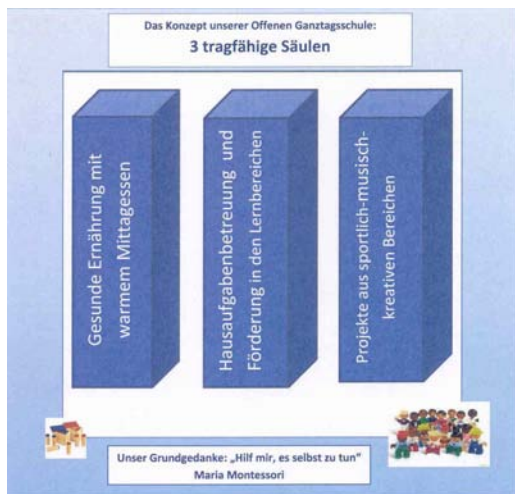 Das Konzept unserer Offenen Ganztagsschule:
3 tragfähige Säulen
Gesunde Ernährung mit
warmem Mittagessen
Hausaufgabenbetreuung und
Förderung in den Lernbereichen
Projekte aus sportlich-musisch-
kreativen Bereichen
Unser Grundgedanke: „Hilf mir, es selbst zu tun“
Maria Montessori